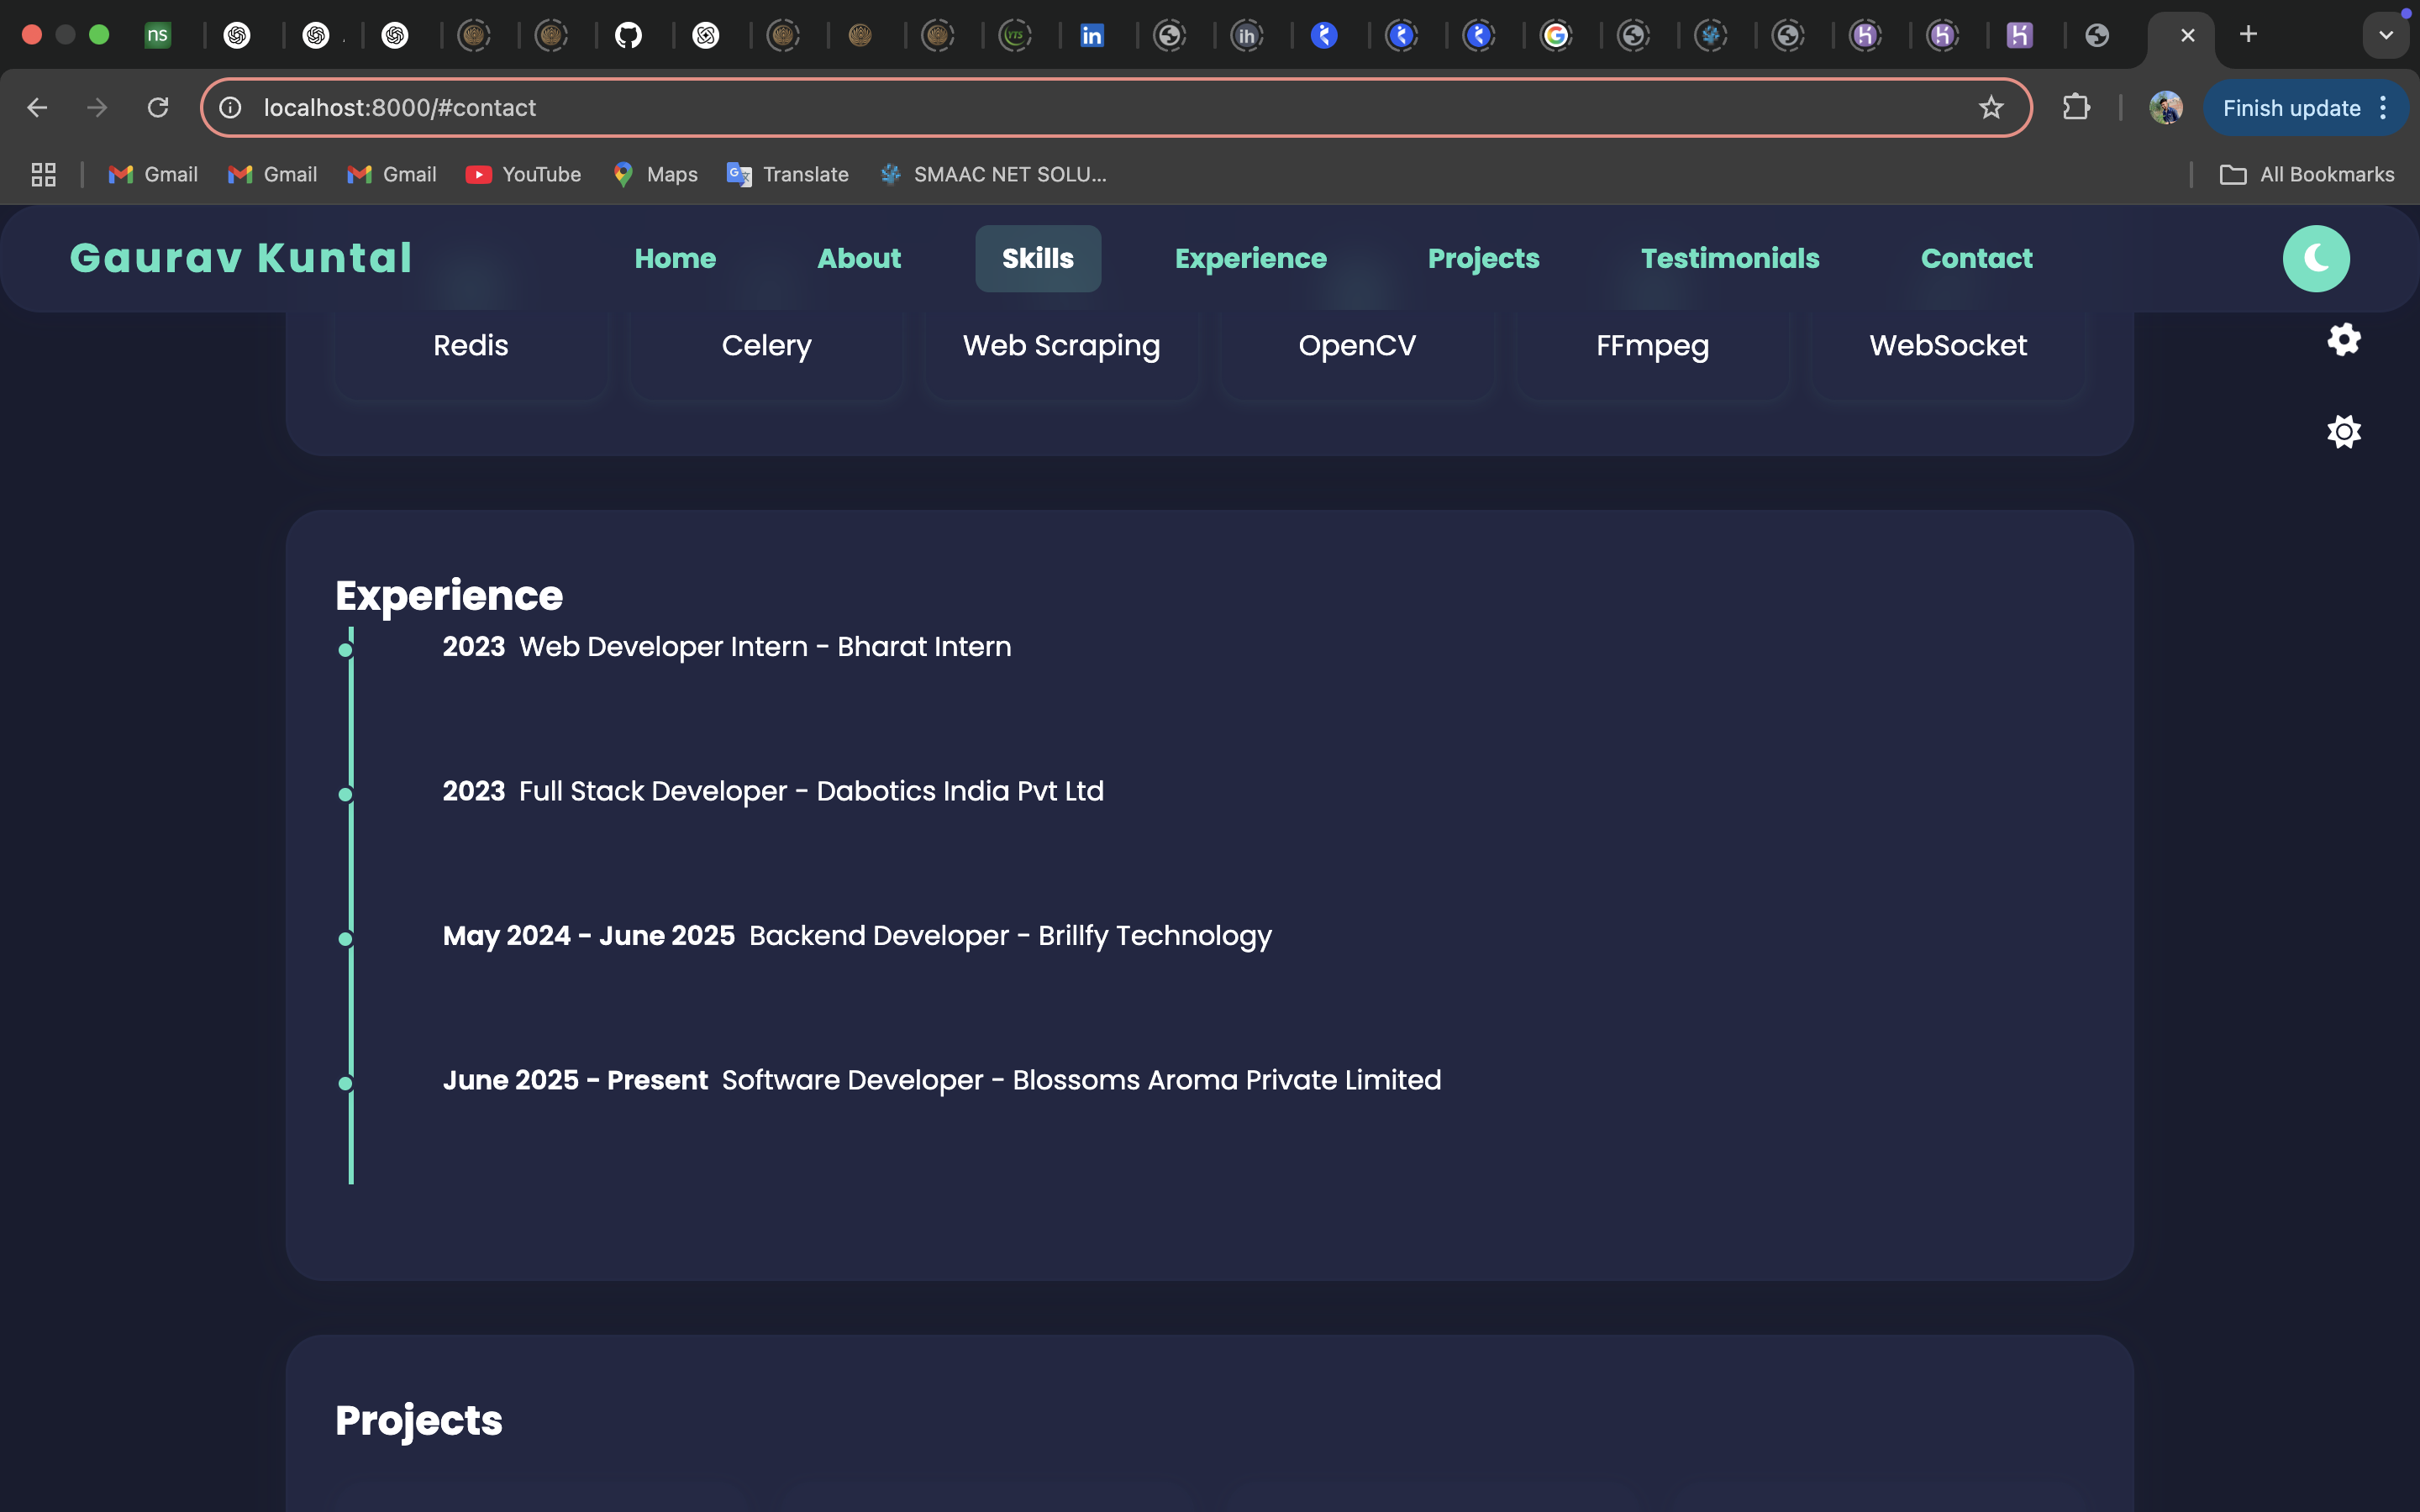 ns
YTS
in
ih
localhost:8000/#contact
Finish update
Gmail
Gmail
Gmail
YouTube
Maps
Translate
SMAAC NET SOLU...
All Bookmarks
Gaurav Kuntal
Home
About
Skills
Experience
Projects
Testimonials
Contact
Redis
Celery
Web Scraping
OpenCV
FFmpeg
WebSocket
Experience
2023 Web Developer Intern - Bharat Intern
2023 Full Stack Developer - Dabotics India Pvt Ltd
May 2024 - June 2025 Backend Developer - Brillfy Technology
June 2025 - Present Software Developer - Blossoms Aroma Private Limited
Projects